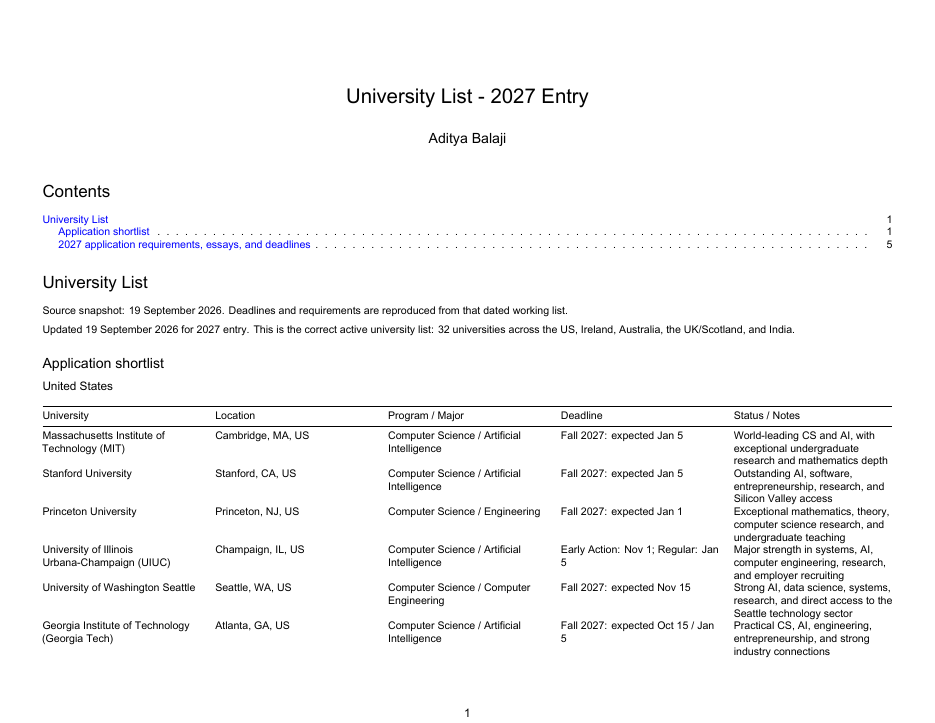 University List - 2027 Entry
Aditya Balaji
Contents
University List 1
Application shortlist . . . . . . . . . . . . . . . . . . . . . . . . . . . . . . . . . . . . . . . . 1
2027 application requirements, essays, and deadlines . . . . . . . . . . . . . . . . . . . . . . . . . . . . . . 5
University List
Source snapshot: 19 September 2026. Deadlines and requirements are reproduced from that dated working list.
Updated 19 September 2026 for 2027 entry. This is the correct active university list: 32 universities across the US, Ireland, Australia, the UK/Scotland, and India.
Application shortlist
United States
University Location Program / Major Deadline Status / Notes
Massachusetts Institute of Cambridge, MA, US Computer Science / Artificial Fall 2027: expected Jan 5 World-leading CS and AI, with
Technology (MIT) Intelligence exceptional undergraduate
research and mathematics depth
Stanford University Stanford, CA, US Computer Science / Artificial Fall 2027: expected Jan 5 Outstanding AI, software,
Intelligence entrepreneurship, research, and
Silicon Valley access
Princeton University Princeton, NJ, US Computer Science / Engineering Fall 2027: expected Jan 1 Exceptional mathematics, theory,
computer science research, and
undergraduate teaching
University of Illinois Champaign, IL, US Computer Science / Artificial Early Action: Nov 1; Regular: Jan Major strength in systems, AI,
Urbana-Champaign (UIUC) Intelligence 5 computer engineering, research,
and employer recruiting
University of Washington Seattle Seattle, WA, US Computer Science / Computer Fall 2027: expected Nov 15 Strong AI, data science, systems,
Engineering research, and direct access to the
Seattle technology sector
Georgia Institute of Technology Atlanta, GA, US Computer Science / Artificial Fall 2027: expected Oct 15 / Jan Practical CS, AI, engineering,
(Georgia Tech) Intelligence 5 entrepreneurship, and strong
industry connections
1